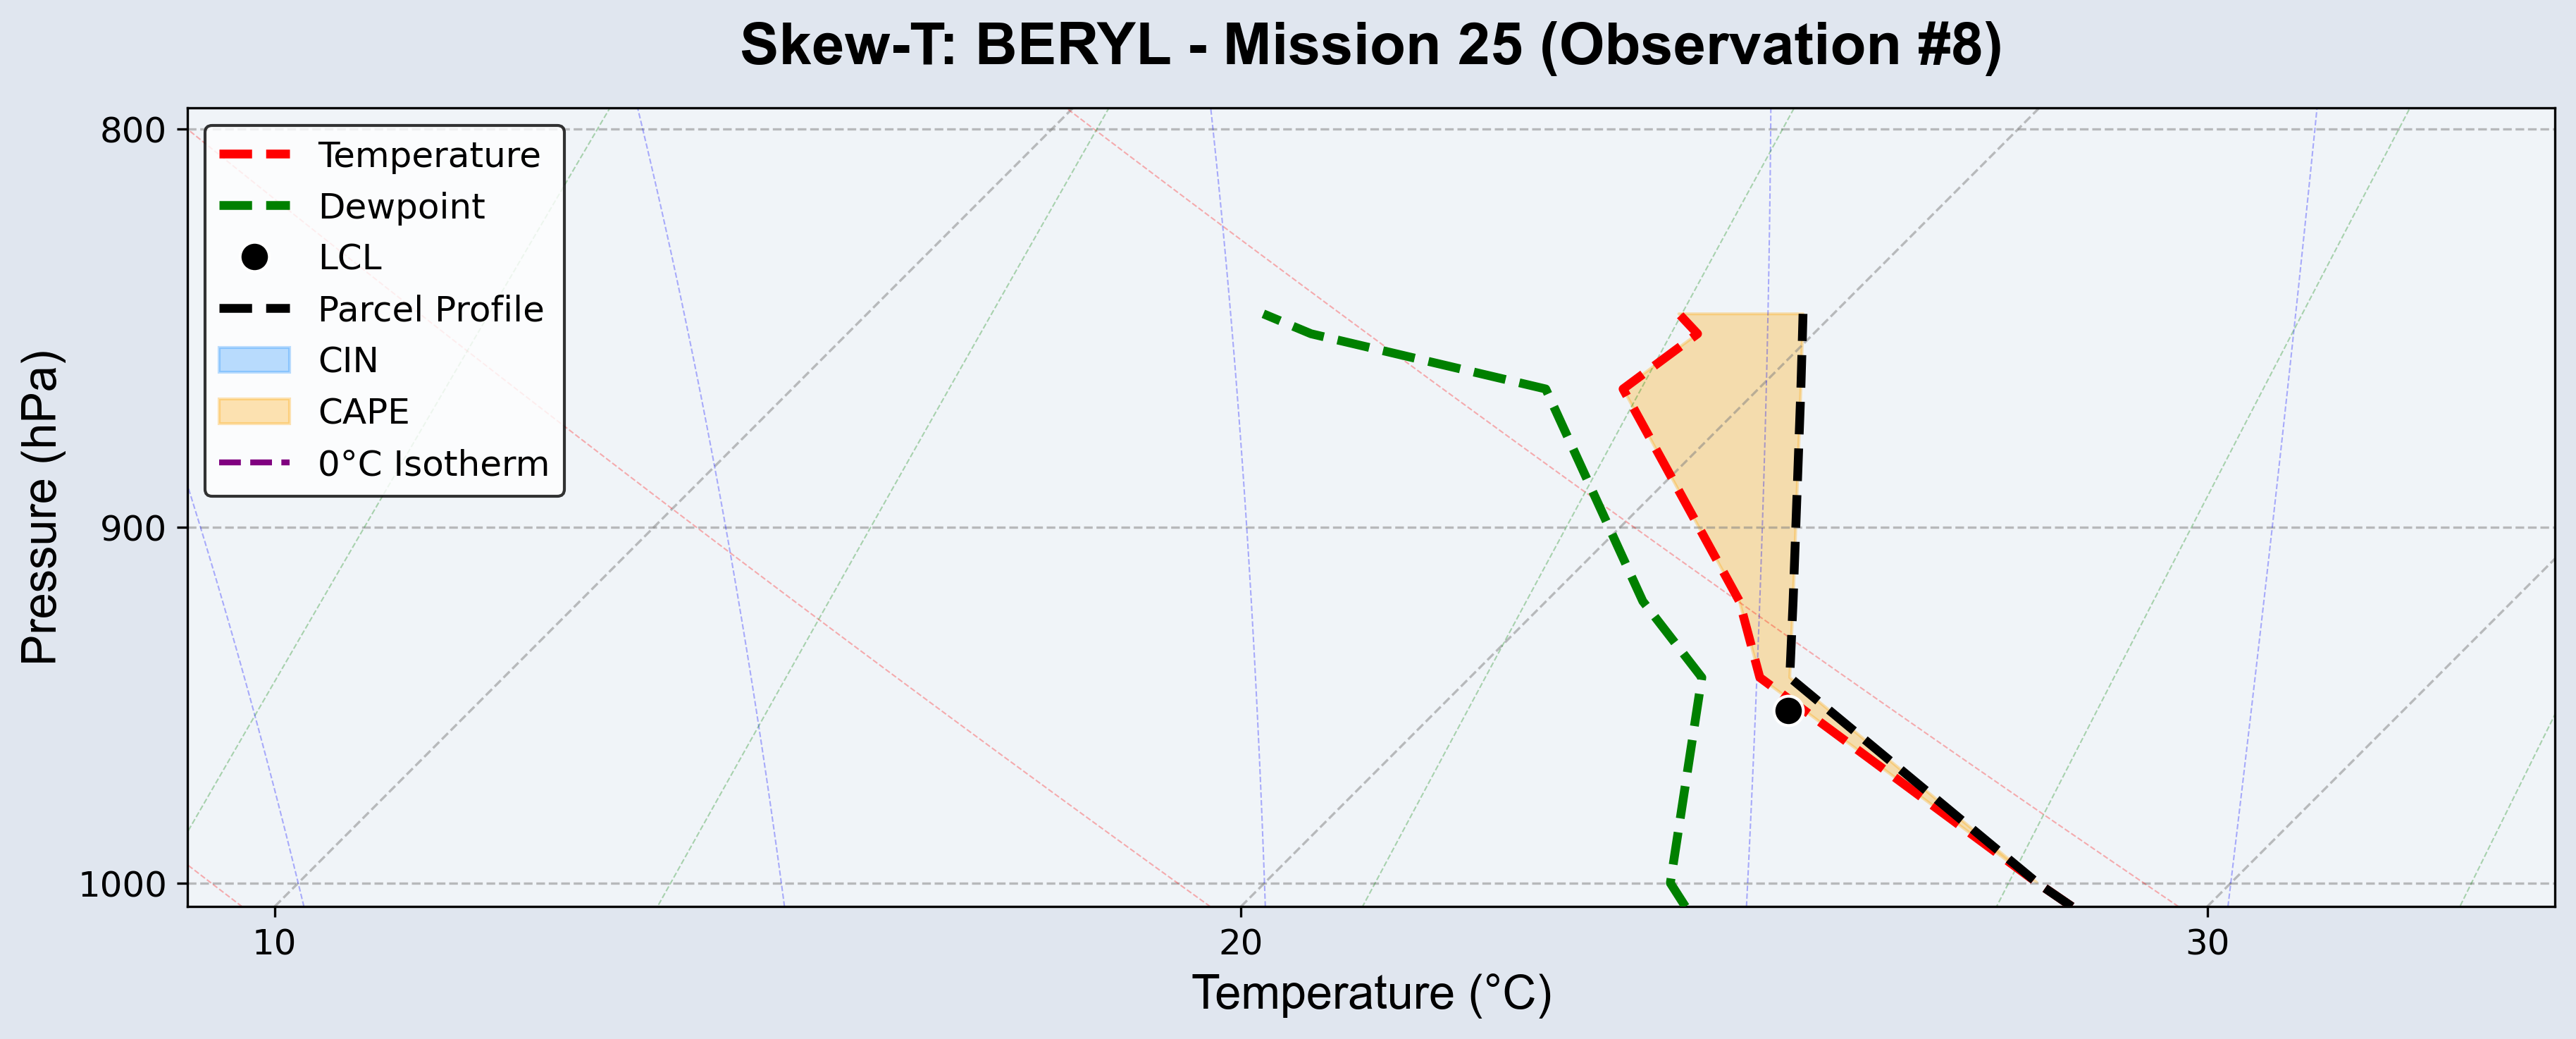 Skew-T: BERYL - Mission 25 (Observation #8)
800
900
1000
Pressure (hPa)
Temperature
Dewpoint
LCL
Parcel Profile
CIN
CAPE
0°C Isotherm
10
20
30
Temperature (°C)